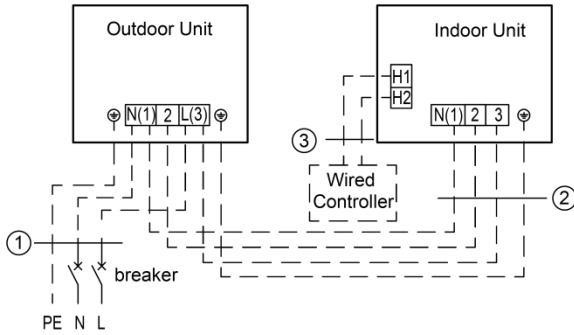 Outdoor Unit
Indoor Unit
H1
H2
N(1) 2 L(3)
N(1) 2 3
3
Wired
Controller
2
1
breaker
PE N L